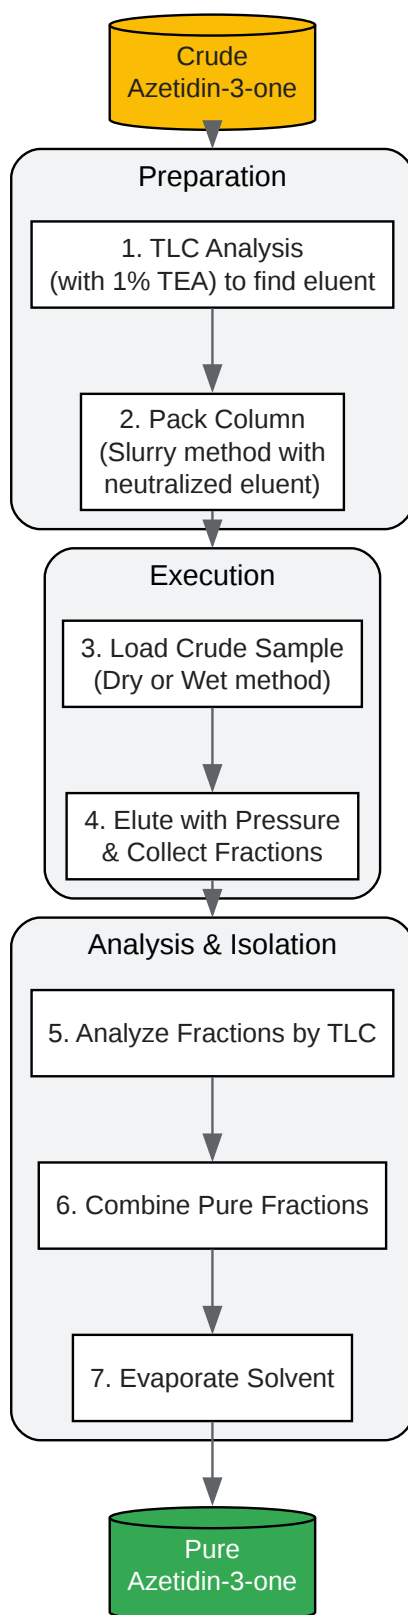 Crude
Azetidin-3-one
Preparation
1. TLC Analysis
(with 1% TEA) to find eluent
2. Pack Column
(Slurry method with
neutralized eluent)
Execution
3. Load Crude Sample
(Dry or Wet method)
4. Elute with Pressure
& Collect Fractions
Analysis & Isolation
5. Analyze Fractions by TLC
6. Combine Pure Fractions
7. Evaporate Solvent
Pure
Azetidin-3-one